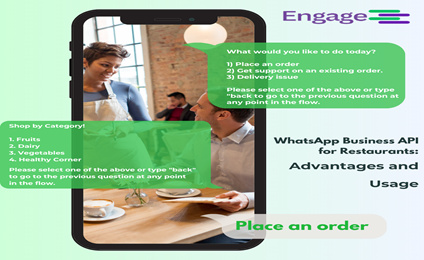 Engage
What would you like to do today?
1) Place an order
2) Get support on an existing order.
3) Delivery issue
Please select one of the above or type
"back to go to the previous question at
any point in the flow.
Shop by Category!
1. Fruits
2. Dairy
3. Vegetables
4. Healthy Corner
Please select one of the above or type "back"
to go to the previous question at any point
in the flow.
WhatsApp Business API
for Restaurants:
Advantages and
Usage
Place an order